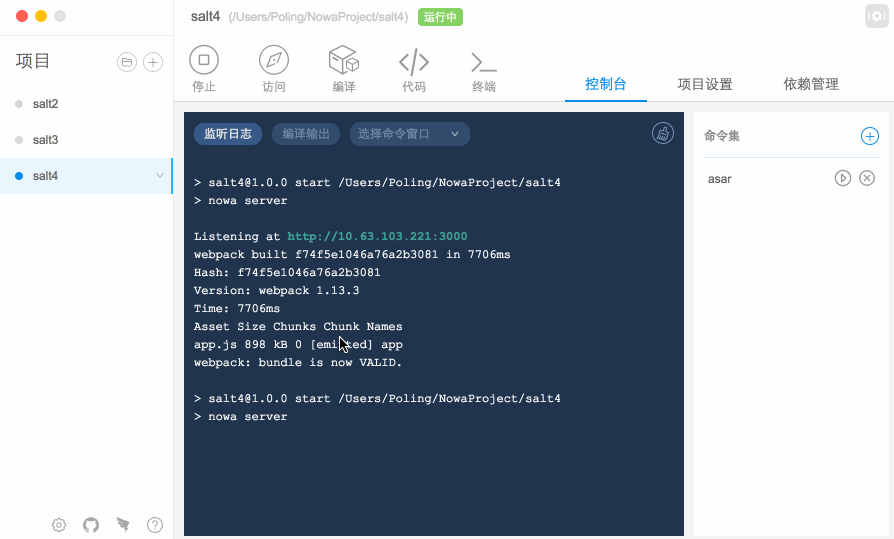 salt4 (/Users/Poling/NowaProject/salt4) 运行中
项目
salt2
salt3
salt4
停止 访问 编译 代码 终端
控制台 项目设置 依赖管理
监听日志 编译输出 选择命令窗口
> salt4@1.0.0 start /Users/Poling/NowaProject/salt4
> nowa server
Listening at http://10.63.103.221:3000
webpack built f74f5e1046a76a2b3081 in 7706ms
Hash: f74f5e1046a76a2b3081
Version: webpack 1.13.3
Time: 7706ms
Asset Size Chunks Chunk Names
app.js 898 kB 0 [emitted] app
webpack: bundle is now VALID.
> salt4@1.0.0 start /Users/Poling/NowaProject/salt4
> nowa server
命令集
asar